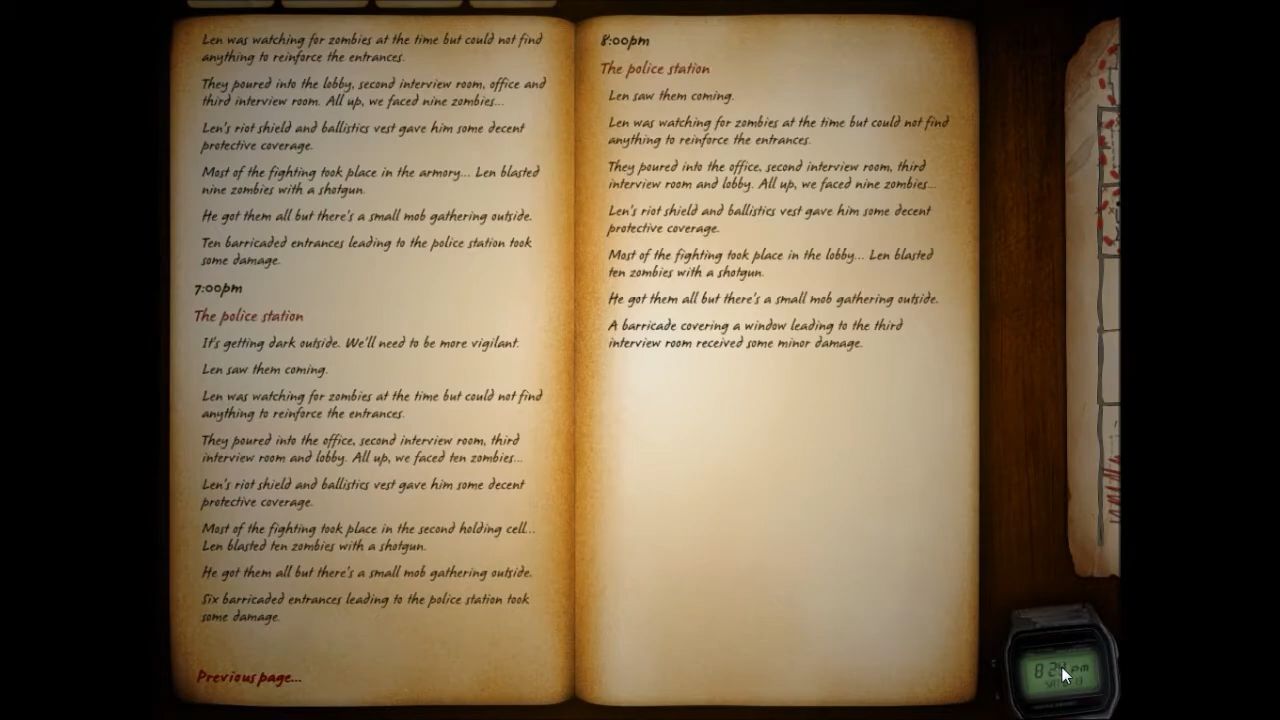 Len was watching for zombies at the time but could not find
anything to reinforce the entrances.
They poured into the lobby, second interview room, office and
third interview room. All up, we faced nine zombies...
Len's riot shield and ballistics vest gave him some decent
protective coverage.
Most of the fighting took place in the armory... Len blasted
nine zombies with a shotgun.
He got them all but there's a small mob gathering outside.
Ten barricaded entrances leading to the police station took
some damage.
7:00pm
The police station
It's getting dark outside. We'll need to be more vigilant.
Len saw them coming.
Len was watching for zombies at the time but could not find
anything to reinforce the entrances.
They poured into the office, second interview room, third
interview room and lobby. All up, we faced ten zombies...
Len's riot shield and ballistics vest gave him some decent
protective coverage.
Most of the fighting took place in the second holding cell...
Len blasted ten zombies with a shotgun.
He got them all but there's a small mob gathering outside.
Six barricaded entrances leading to the police station took
some damage.
Previous page...
8:00pm
The police station
Len saw them coming.
Len was watching for zombies at the time but could not find
anything to reinforce the entrances.
They poured into the office, second interview room, third
interview room and lobby. All up, we faced nine zombies...
Len's riot shield and ballistics vest gave him some decent
protective coverage.
Most of the fighting took place in the lobby... Len blasted
ten zombies with a shotgun.
He got them all but there's a small mob gathering outside.
A barricade covering a window leading to the third
interview room received some minor damage.
pm